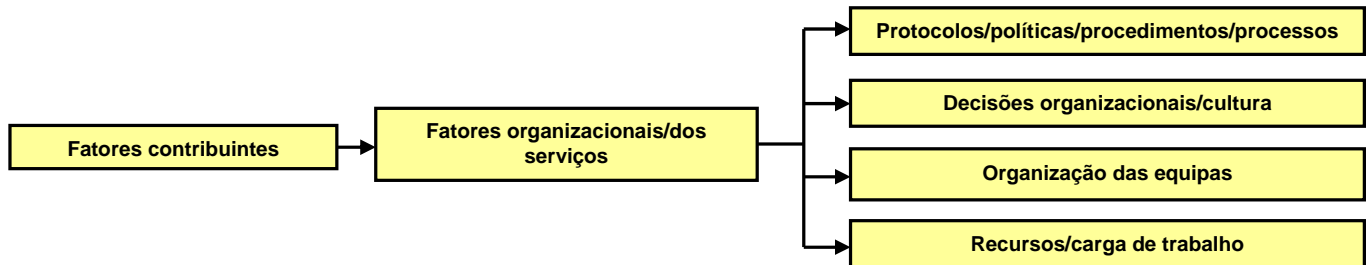 Fatores contribuintes
Fatores organizacionais/dos
serviços
Protocolos/políticas/procedimentos/processos
Decisões organizacionais/cultura
Organização das equipas
Recursos/carga de trabalho